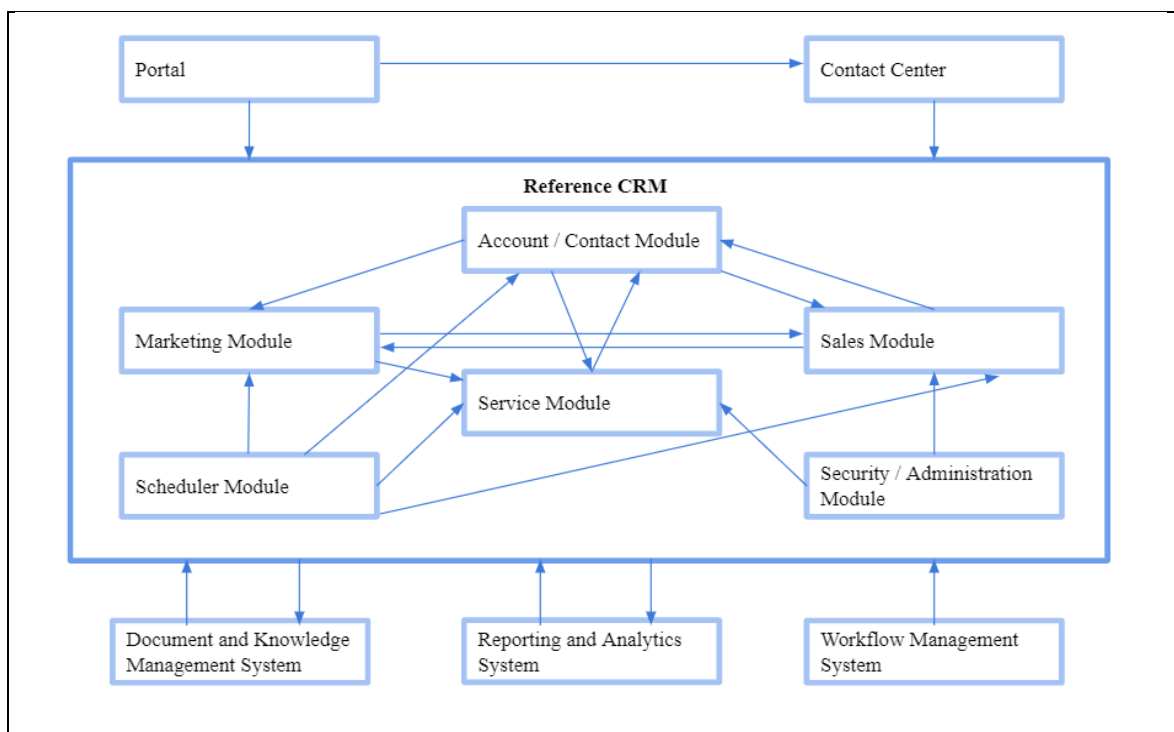 Portal
Contact Center
Reference CRM
Account / Contact Module
Marketing Module
Sales Module
Service Module
Scheduler Module
Security / Administration
Module
Document and Knowledge
Management System
Reporting and Analytics
System
Workflow Management
System